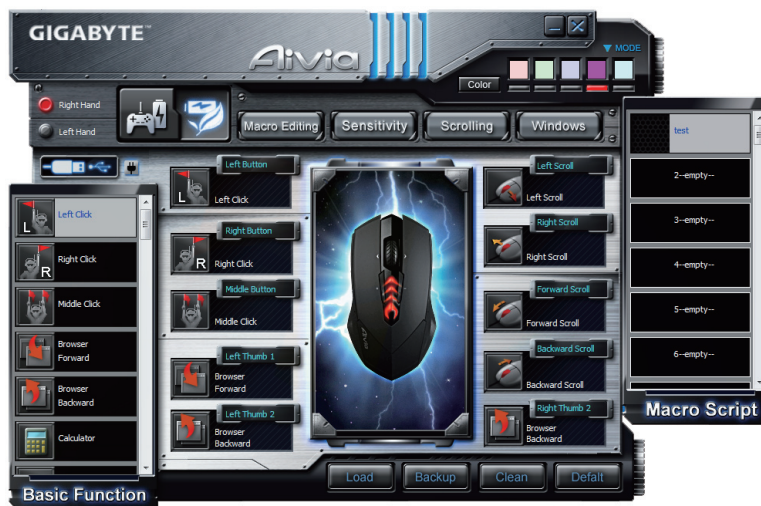 GIGABYTE™
Aivia
MODE
Color
Right Hand
Left Hand
Macro Editing
Sensitivity
Scrolling
Windows
Left Click
Right Click
Middle Click
Browser
Forward
Browser
Backward
Calculator
Basic Function
Left Button
L
Left Click
Right Button
R
Right Click
Middle Button
Middle Click
Left Thumb 1
Browser
Forward
Left Thumb 2
Browser
Backward
Aivia
Left Scroll
Left Scroll
Right Scroll
Right Scroll
Forward Scroll
Forward Scroll
Backward Scroll
Backward Scroll
Right Thumb 2
Browser
Backward
test
2--empty--
3--empty--
4--empty--
5--empty--
6--empty--
Macro Script
Load
Backup
Clean
Defalt